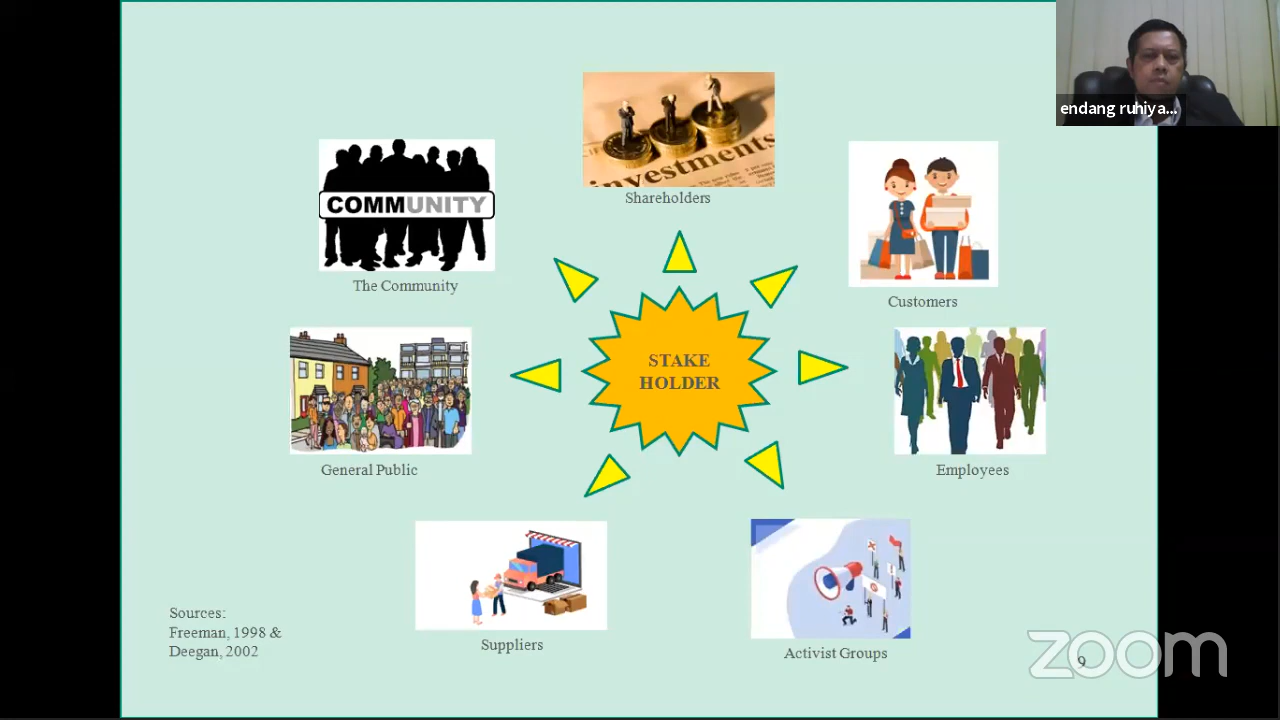 endang ruhiya...
investments
Shareholders
COMMUNITY
The Community
Customers
STAKE
HOLDER
General Public
Employees
Suppliers
Activist Groups
Sources:
Freeman, 1998 &
Deegan, 2002
zoom
9